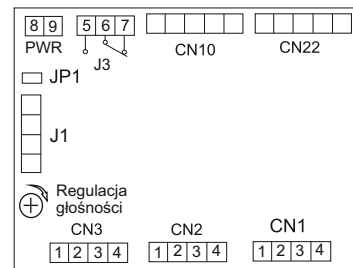 8 9 5 6 7
PWR J3 CN10 CN22
JP1
J1
Regulacja
głośności
CN3 CN2 CN1
1 2 3 4 1 2 3 4 1 2 3 4